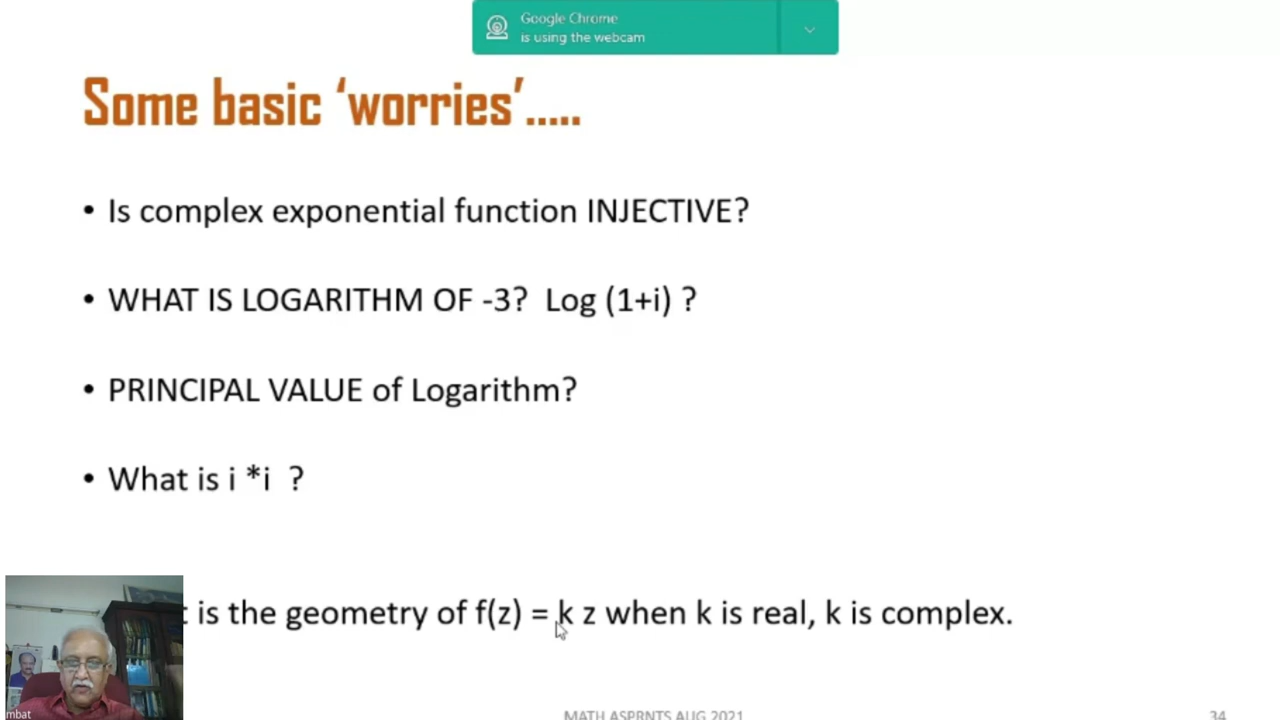 Google Chrome
is using the webcam
Some basic ‘worries’.....
• Is complex exponential function INJECTIVE?
• WHAT IS LOGARITHM OF -3? Log (1+i) ?
• PRINCIPAL VALUE of Logarithm?
• What is i *i ?
is the geometry of f(z) = k z when k is real, k is complex.
mbat
MATH ASPRNTS AUG 2021
34